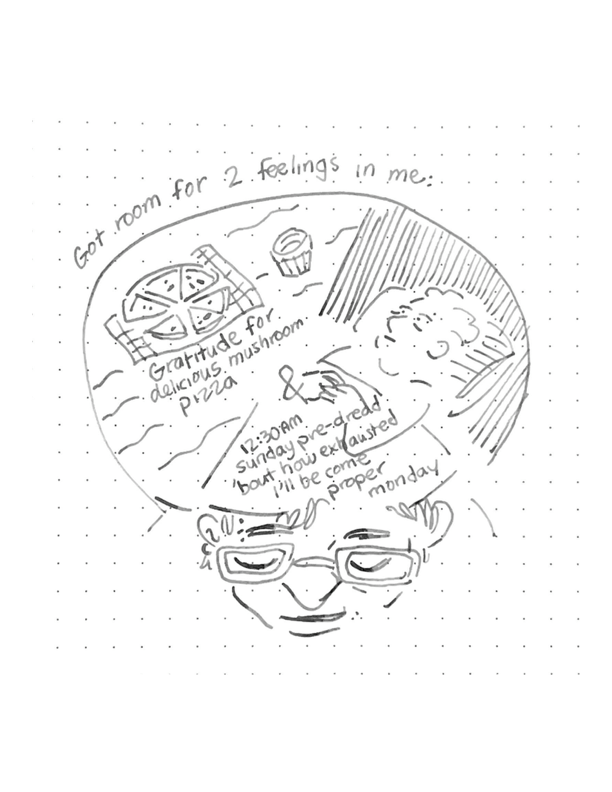 Got room for 2 feelings in me:
Gratitude for
delicious mushroom
pizza
&
12:30AM
sunday pre-dread
'bout how exhausted
i'll be come
proper
monday